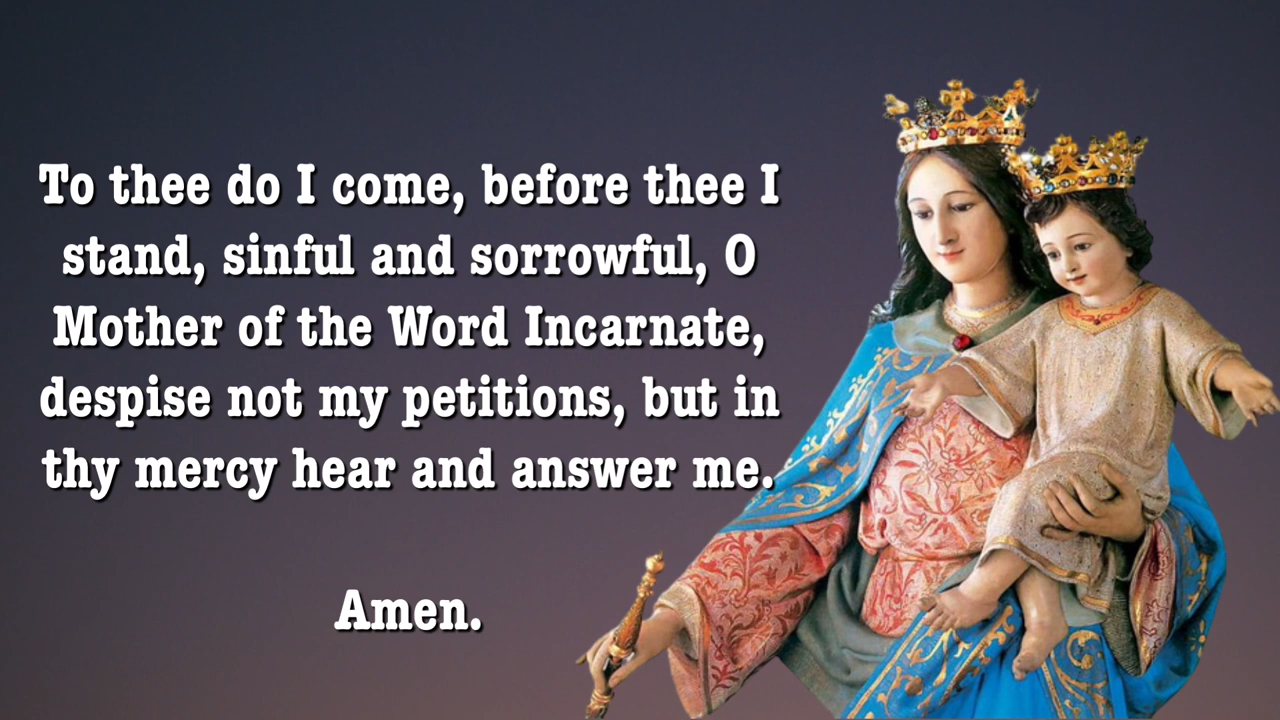 To thee do I come, before thee I
stand, sinful and sorrowful, O
Mother of the Word Incarnate,
despise not my petitions, but in
thy mercy hear and answer me.
Amen.